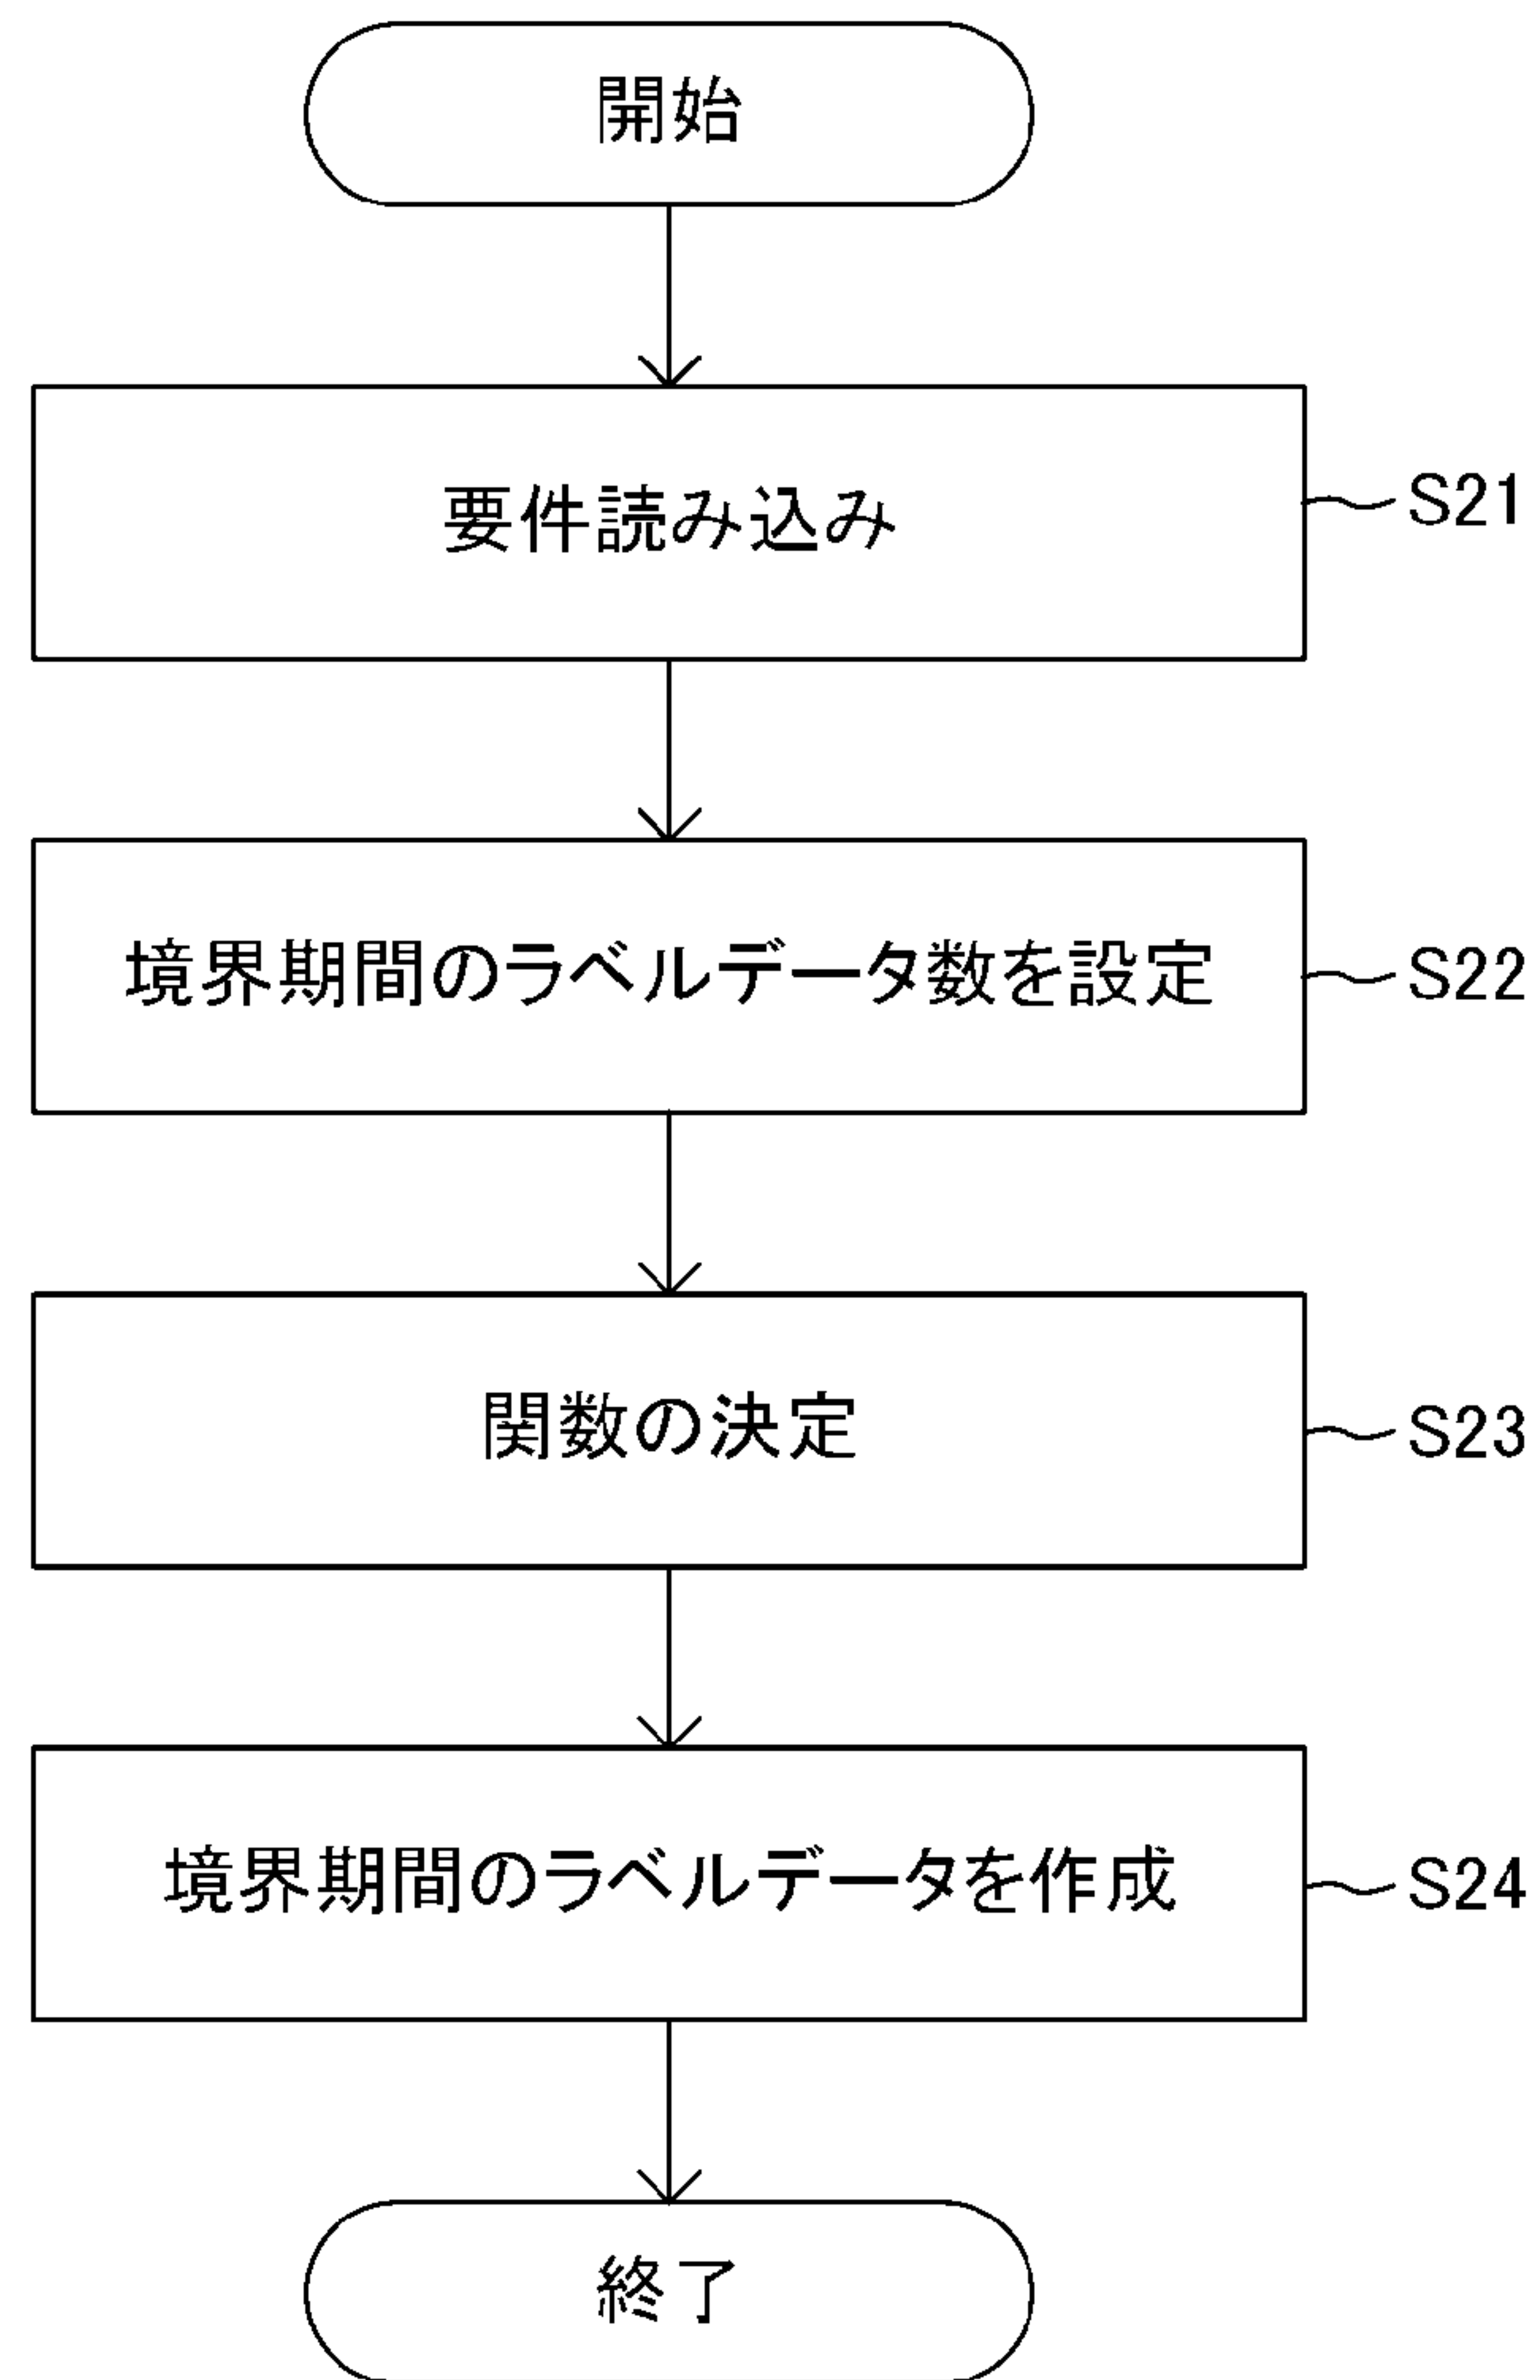 開始
要件読み込み
S21
境界期間のラベルデータ数を設定
S22
関数の決定
S23
境界期間のラベルデータを作成
S24
終了